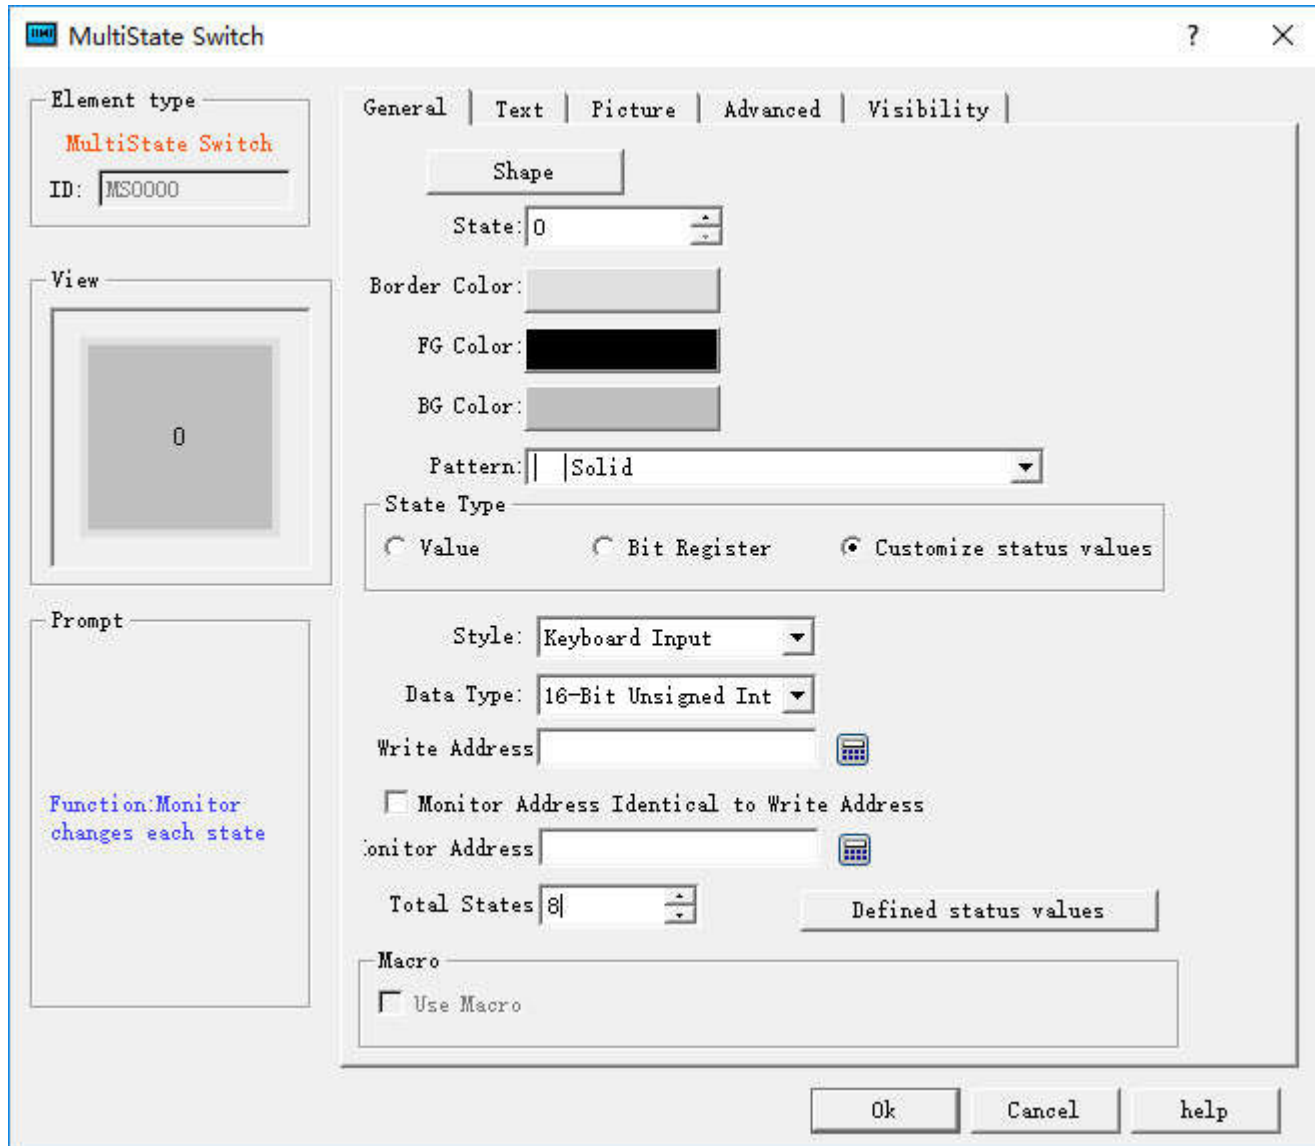 MultiState Switch
Element type
MultiState Switch
ID: MS0000
View
0
Prompt
Function:Monitor
changes each state
General Text Picture Advanced Visibility
Shape
State: 0
Border Color:
FG Color:
BG Color:
Pattern: Solid
State Type
Value Bit Register Customize status values
Style: Keyboard Input
Data Type: 16-Bit Unsigned Int
Write Address
Monitor Address Identical to Write Address
onitor Address
Total States 8 Defined status values
Macro
Use Macro
Ok Cancel help